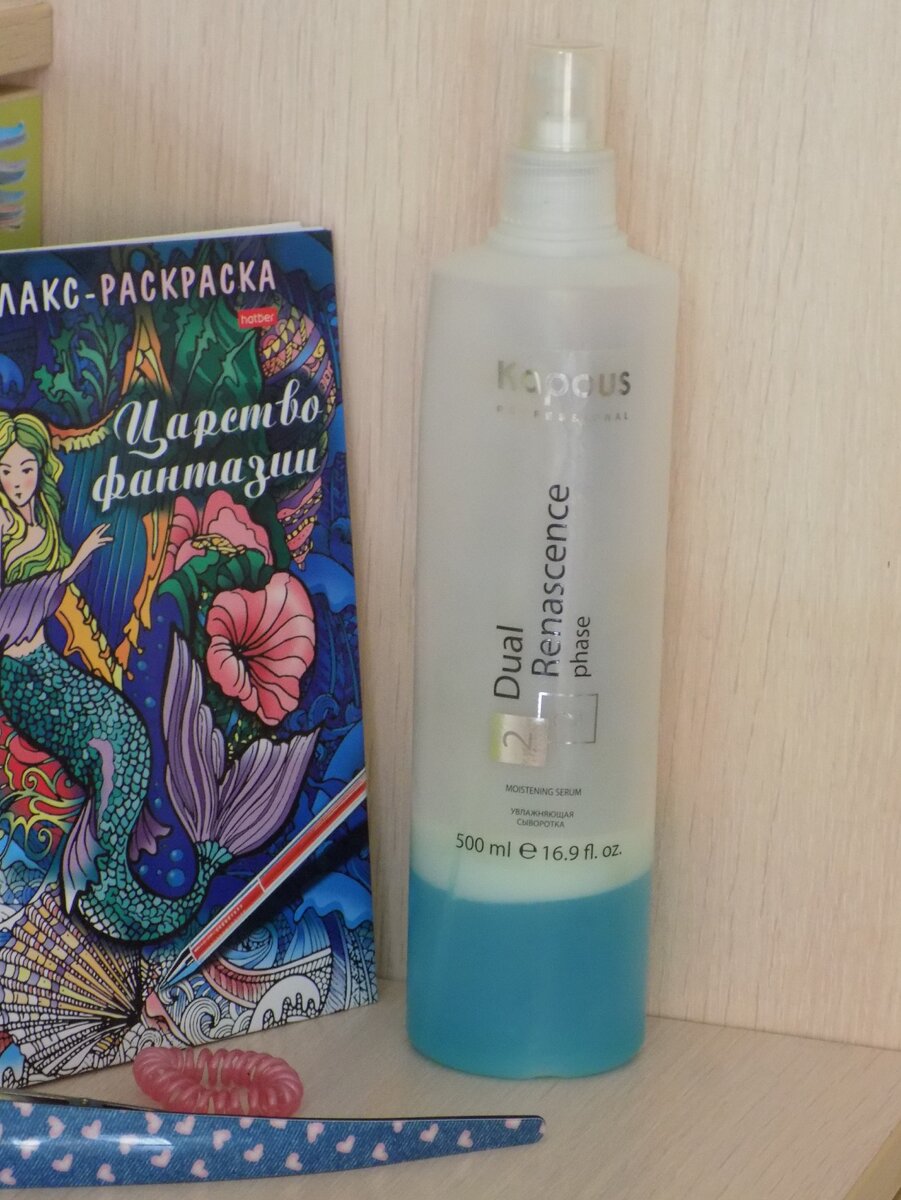 ЛАКС-РАСКРАСКА
hatber
Царство
фантазии
Kapous
PROFESSIONAL
Dual
Renascence
phase
2
MOISTENING SERUM
УВЛАЖНЯЮЩАЯ
СЫВОРОТКА
500 ml ℮ 16.9 fl. oz.